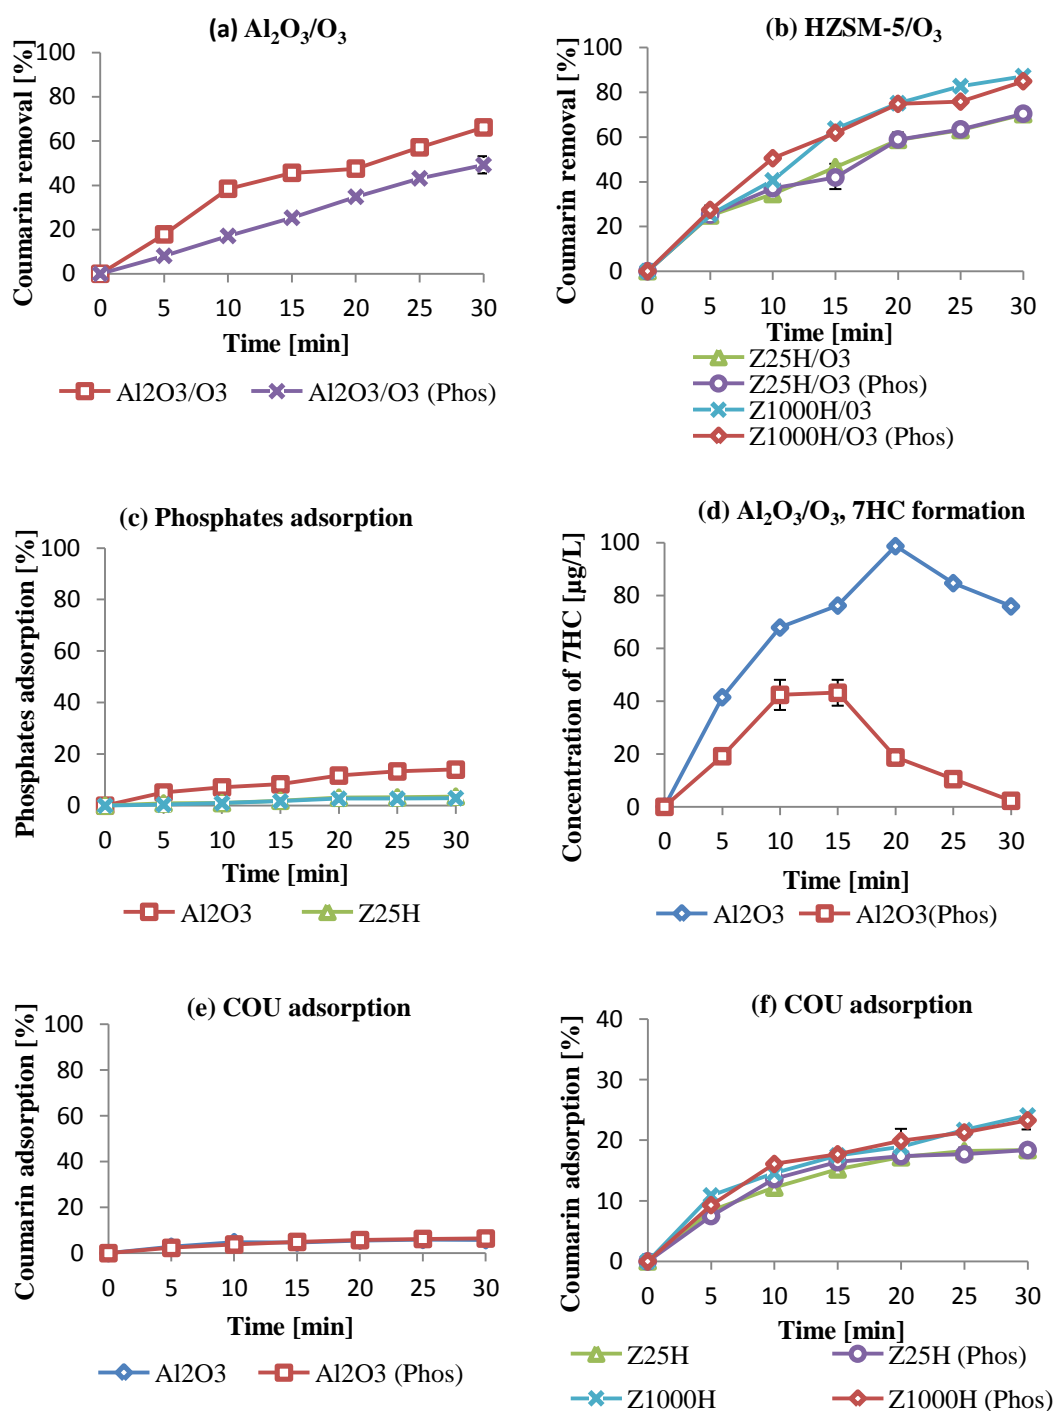 (a) Al₂O₃/O₃
Coumarin removal [%]
100
80
60
40
20
0
0 5 10 15 20 25 30
Time [min]
Al2O3/O3 Al2O3/O3 (Phos)
(b) HZSM-5/O₃
Coumarin removal [%]
100
80
60
40
20
0
0 5 10 15 20 25 30
Time [min]
Z25H/O3
Z25H/O3 (Phos)
Z1000H/03
Z1000H/O3 (Phos)
(c) Phosphates adsorption
Phosphates adsorption [%]
100
80
60
40
20
0
0 5 10 15 20 25 30
Time [min]
Al2O3 Z25H
(d) Al₂O₃/O₃, 7HC formation
Concentration of 7HC [µg/L]
100
80
60
40
20
0
0 5 10 15 20 25 30
Time [min]
Al2O3 Al2O3(Phos)
(e) COU adsorption
Coumarin adsorption [%]
100
80
60
40
20
0
0 5 10 15 20 25 30
Time [min]
Al2O3 Al2O3 (Phos)
(f) COU adsorption
Coumarin adsorption [%]
40
30
20
10
0
0 5 10 15 20 25 30
Time [min]
Z25H Z25H (Phos)
Z1000H Z1000H (Phos)